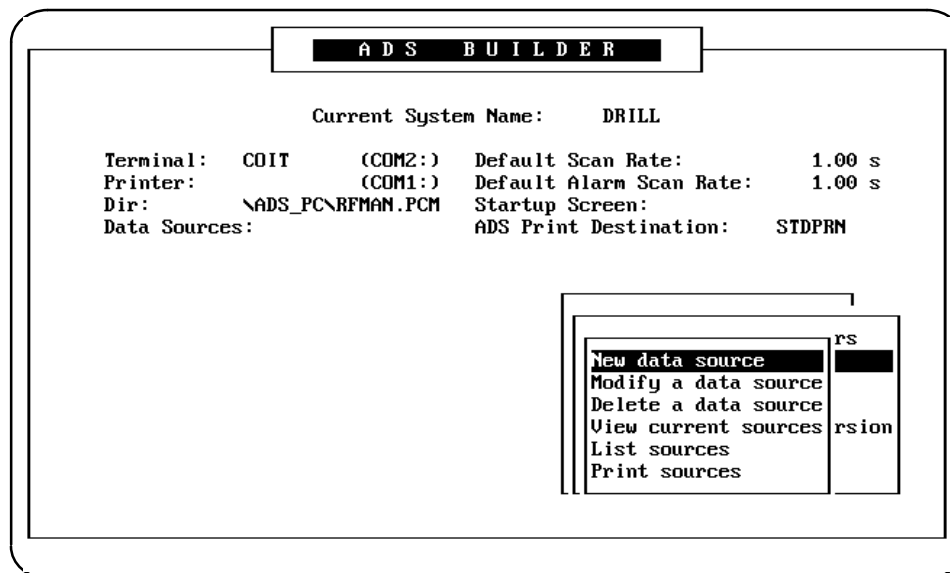 ADS BUILDER
Current System Name: DRILL
Terminal: COIT (COM2:) Default Scan Rate: 1.00 s
Printer: (COM1:) Default Alarm Scan Rate: 1.00 s
Dir: \ADS_PC\RFMAN.PCM Startup Screen:
Data Sources: ADS Print Destination: STDPRN
rs
New data source
Modify a data source
Delete a data source
View current sources rsion
List sources
Print sources